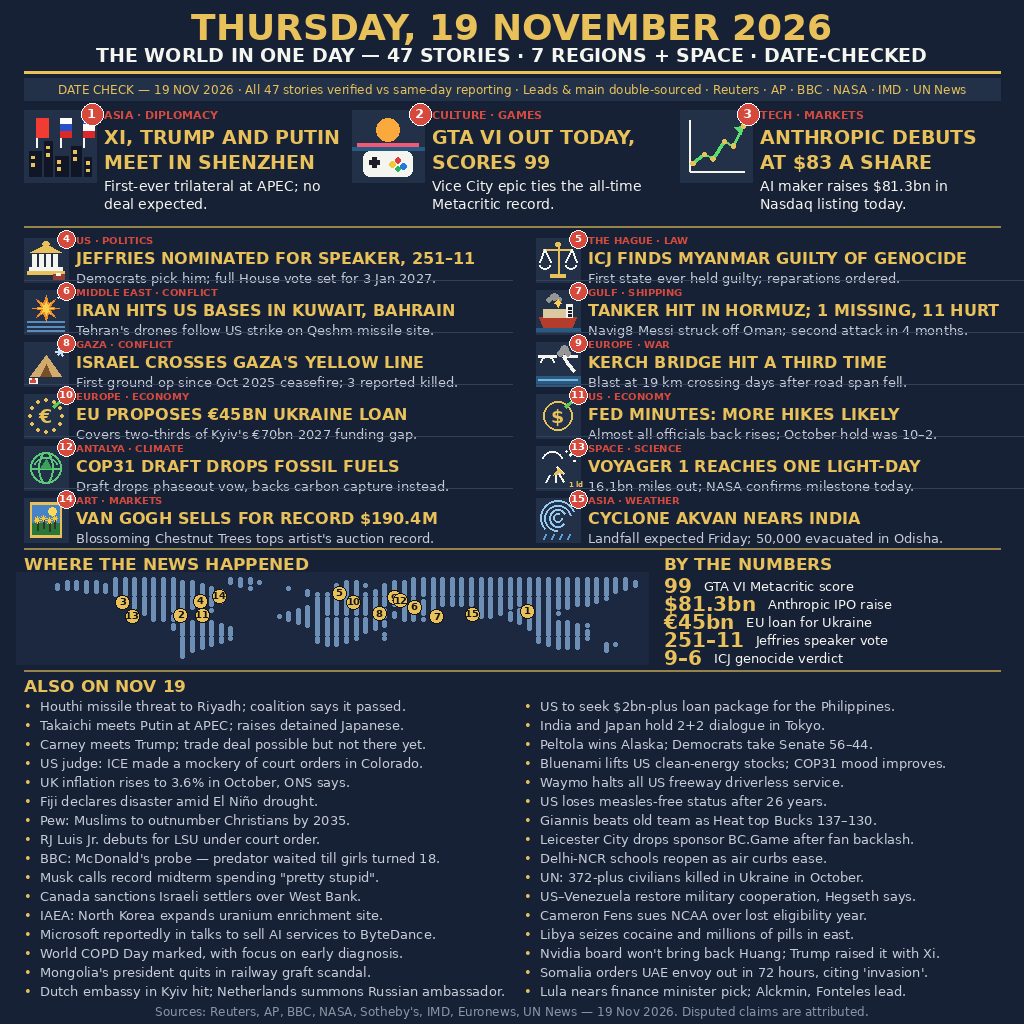 THURSDAY, 19 NOVEMBER 2026
THE WORLD IN ONE DAY — 47 STORIES · 7 REGIONS + SPACE · DATE-CHECKED
DATE CHECK — 19 NOV 2026 · All 47 stories verified vs same-day reporting · Leads & main double-sourced · Reuters · AP · BBC · NASA · IMD · UN News
1
ASIA · DIPLOMACY
XI, TRUMP AND PUTIN
MEET IN SHENZHEN
First-ever trilateral at APEC; no
deal expected.
2
CULTURE · GAMES
GTA VI OUT TODAY,
SCORES 99
Vice City epic ties the all-time
Metacritic record.
3
TECH · MARKETS
ANTHROPIC DEBUTS
AT $83 A SHARE
AI maker raises $81.3bn in
Nasdaq listing today.
4
US · POLITICS
JEFFRIES NOMINATED FOR SPEAKER, 251–11
Democrats pick him; full House vote set for 3 Jan 2027.
5
THE HAGUE · LAW
ICJ FINDS MYANMAR GUILTY OF GENOCIDE
First state ever held guilty; reparations ordered.
6
MIDDLE EAST · CONFLICT
IRAN HITS US BASES IN KUWAIT, BAHRAIN
Tehran's drones follow US strike on Qeshm missile site.
7
GULF · SHIPPING
TANKER HIT IN HORMUZ; 1 MISSING, 11 HURT
Navig8 Messi struck off Oman; second attack in 4 months.
8
GAZA · CONFLICT
ISRAEL CROSSES GAZA'S YELLOW LINE
First ground op since Oct 2025 ceasefire; 3 reported killed.
9
EUROPE · WAR
KERCH BRIDGE HIT A THIRD TIME
Blast at 19 km crossing days after road span fell.
10
€
EUROPE · ECONOMY
EU PROPOSES €45BN UKRAINE LOAN
Covers two-thirds of Kyiv's €70bn 2027 funding gap.
11
$
US · ECONOMY
FED MINUTES: MORE HIKES LIKELY
Almost all officials back rises; October hold was 10–2.
12
ANTALYA · CLIMATE
COP31 DRAFT DROPS FOSSIL FUELS
Draft drops phaseout vow, backs carbon capture instead.
13
1 ld
SPACE · SCIENCE
VOYAGER 1 REACHES ONE LIGHT-DAY
16.1bn miles out; NASA confirms milestone today.
14
ART · MARKETS
VAN GOGH SELLS FOR RECORD $190.4M
Blossoming Chestnut Trees tops artist's auction record.
15
ASIA · WEATHER
CYCLONE AKVAN NEARS INDIA
Landfall expected Friday; 50,000 evacuated in Odisha.
WHERE THE NEWS HAPPENED
3 13 2 4 11 14 5 10 8 12 6 7 15 1
BY THE NUMBERS
99 GTA VI Metacritic score
$81.3bn Anthropic IPO raise
€45bn EU loan for Ukraine
251–11 Jeffries speaker vote
9–6 ICJ genocide verdict
ALSO ON NOV 19
• Houthi missile threat to Riyadh; coalition says it passed.
• Takaichi meets Putin at APEC; raises detained Japanese.
• Carney meets Trump; trade deal possible but not there yet.
• US judge: ICE made a mockery of court orders in Colorado.
• UK inflation rises to 3.6% in October, ONS says.
• Fiji declares disaster amid El Niño drought.
• Pew: Muslims to outnumber Christians by 2035.
• RJ Luis Jr. debuts for LSU under court order.
• BBC: McDonald's probe — predator waited till girls turned 18.
• Musk calls record midterm spending "pretty stupid".
• Canada sanctions Israeli settlers over West Bank.
• IAEA: North Korea expands uranium enrichment site.
• Microsoft reportedly in talks to sell AI services to ByteDance.
• World COPD Day marked, with focus on early diagnosis.
• Mongolia's president quits in railway graft scandal.
• Dutch embassy in Kyiv hit; Netherlands summons Russian ambassador.
• US to seek $2bn-plus loan package for the Philippines.
• India and Japan hold 2+2 dialogue in Tokyo.
• Peltola wins Alaska; Democrats take Senate 56–44.
• Bluenami lifts US clean-energy stocks; COP31 mood improves.
• Waymo halts all US freeway driverless service.
• US loses measles-free status after 26 years.
• Giannis beats old team as Heat top Bucks 137–130.
• Leicester City drops sponsor BC.Game after fan backlash.
• Delhi-NCR schools reopen as air curbs ease.
• UN: 372-plus civilians killed in Ukraine in October.
• US–Venezuela restore military cooperation, Hegseth says.
• Cameron Fens sues NCAA over lost eligibility year.
• Libya seizes cocaine and millions of pills in east.
• Nvidia board won't bring back Huang; Trump raised it with Xi.
• Somalia orders UAE envoy out in 72 hours, citing 'invasion'.
• Lula nears finance minister pick; Alckmin, Fonteles lead.
Sources: Reuters, AP, BBC, NASA, Sotheby's, IMD, Euronews, UN News — 19 Nov 2026. Disputed claims are attributed.